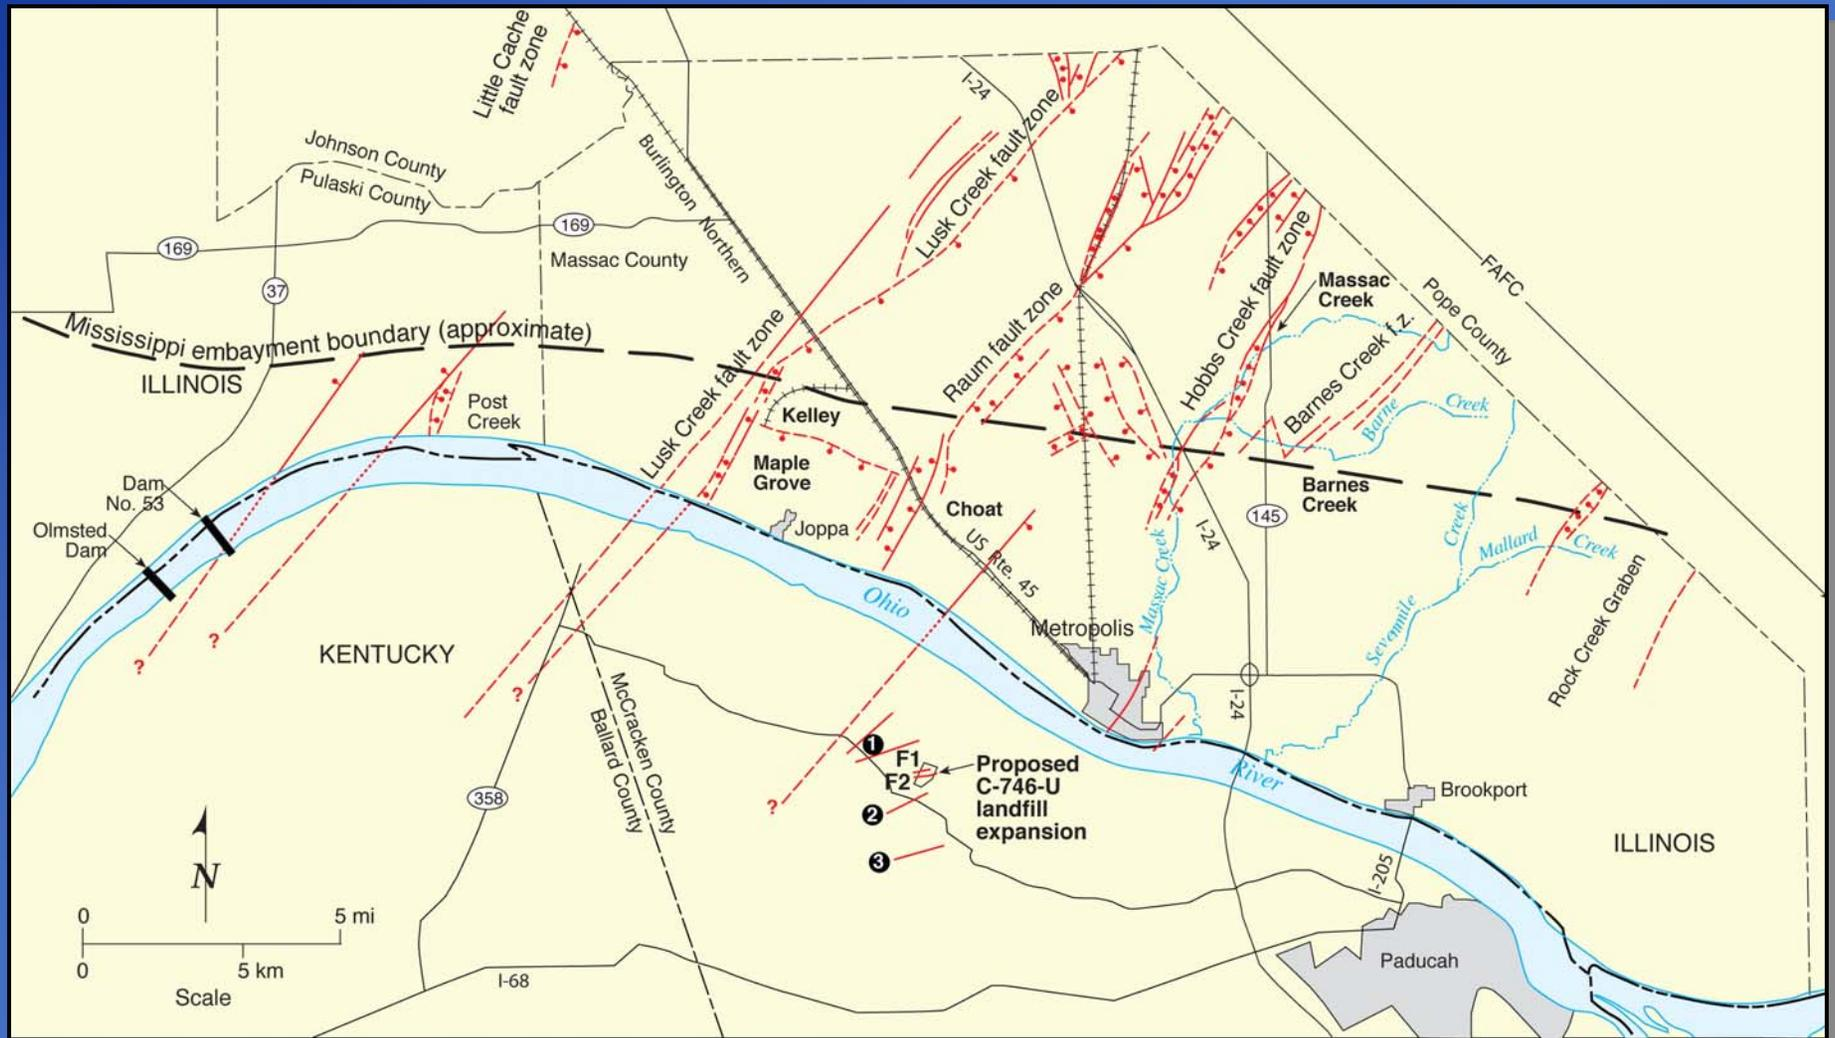 Little Cache
fault zone
I-24
Johnson County
Pulaski County
Burlington Northern
Lusk Creek fault zone
169
169
Massac County
37
FAFC
Massac
Creek
Pope County
Mississippi embayment boundary (approximate)
ILLINOIS
Lusk Creek fault zone
Raum fault zone
Hobbs Creek fault zone
Barnes Creek f.z.
Barne Creek
Post
Creek
Kelley
Maple
Grove
Choat
Barnes
Creek
145
Dam
No. 53
Olmsted
Dam
Joppa
US Rte. 45
I-24
Massac Creek
Sevenmile Creek
Mallard Creek
Rock Creek Graben
Ohio
Metropolis
?
?
?
KENTUCKY
McCracken County
Ballard County
I-24
1
F1
F2
2
3
?
Proposed
C-746-U
landfill
expansion
River
Brookport
358
ILLINOIS
I-205
N
0 5 mi
0 5 km
Scale
I-68
Paducah